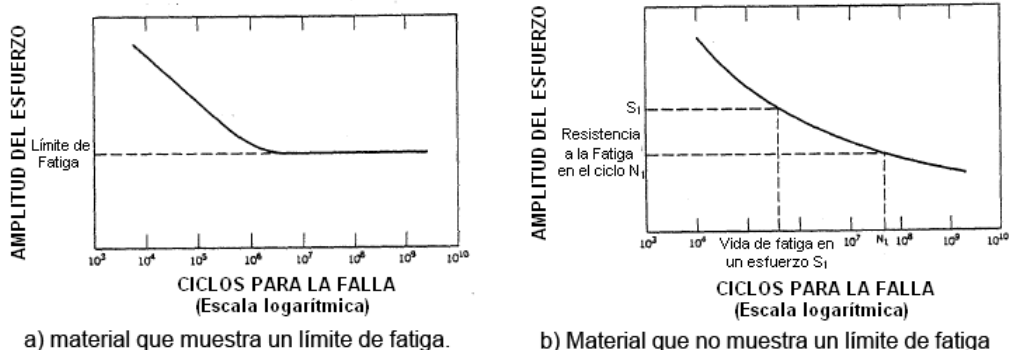 AMPLITUD DEL ESFUERZO
Límite de
Fatiga
10³ 10⁴ 10⁵ 10⁶ 10⁷ 10⁸ 10⁹ 10¹⁰
CICLOS PARA LA FALLA
(Escala logarítmica)
a) material que muestra un límite de fatiga.
AMPLITUD DEL ESFUERZO
S₁
Resistencia
a la Fatiga
en el ciclo N₁
10³ 10⁴ 10⁷ N₁ 10⁸ 10⁹ 10¹⁰
Vida de fatiga en
un esfuerzo S₁
CICLOS PARA LA FALLA
(Escala logarítmica)
b) Material que no muestra un límite de fatiga